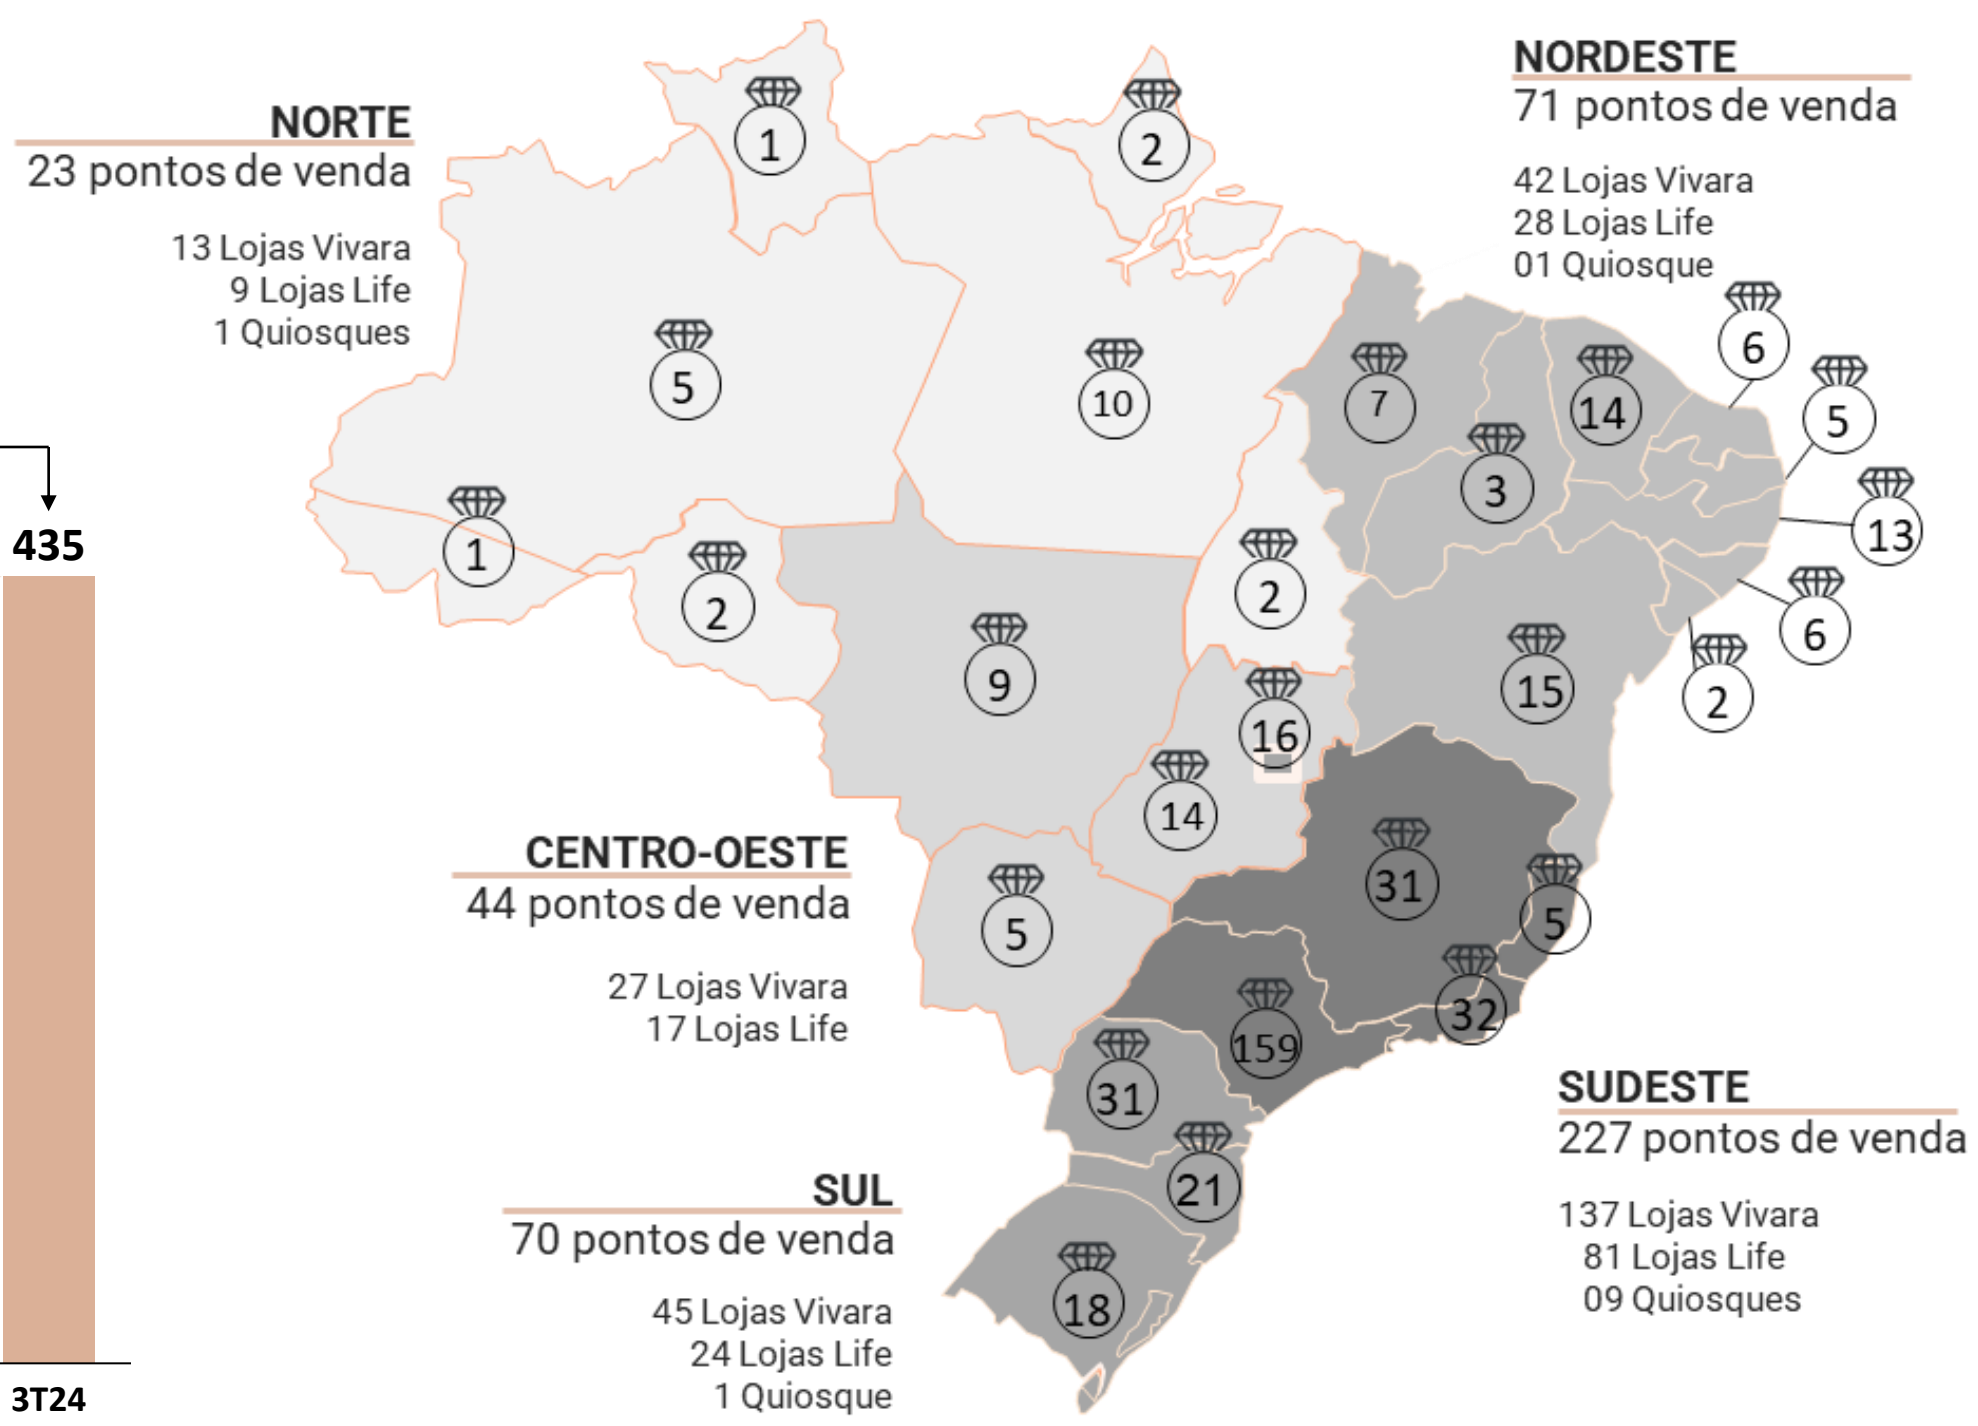 NORTE
23 pontos de venda
13 Lojas Vivara
9 Lojas Life
1 Quiosques
NORDESTE
71 pontos de venda
42 Lojas Vivara
28 Lojas Life
01 Quiosque
1
2
5
10
7
14
3
6
5
13
6
2
1
2
2
9
15
16
14
5
31
5
32
159
31
21
18
435
3T24
CENTRO-OESTE
44 pontos de venda
27 Lojas Vivara
17 Lojas Life
SUL
70 pontos de venda
45 Lojas Vivara
24 Lojas Life
1 Quiosque
SUDESTE
227 pontos de venda
137 Lojas Vivara
81 Lojas Life
09 Quiosques